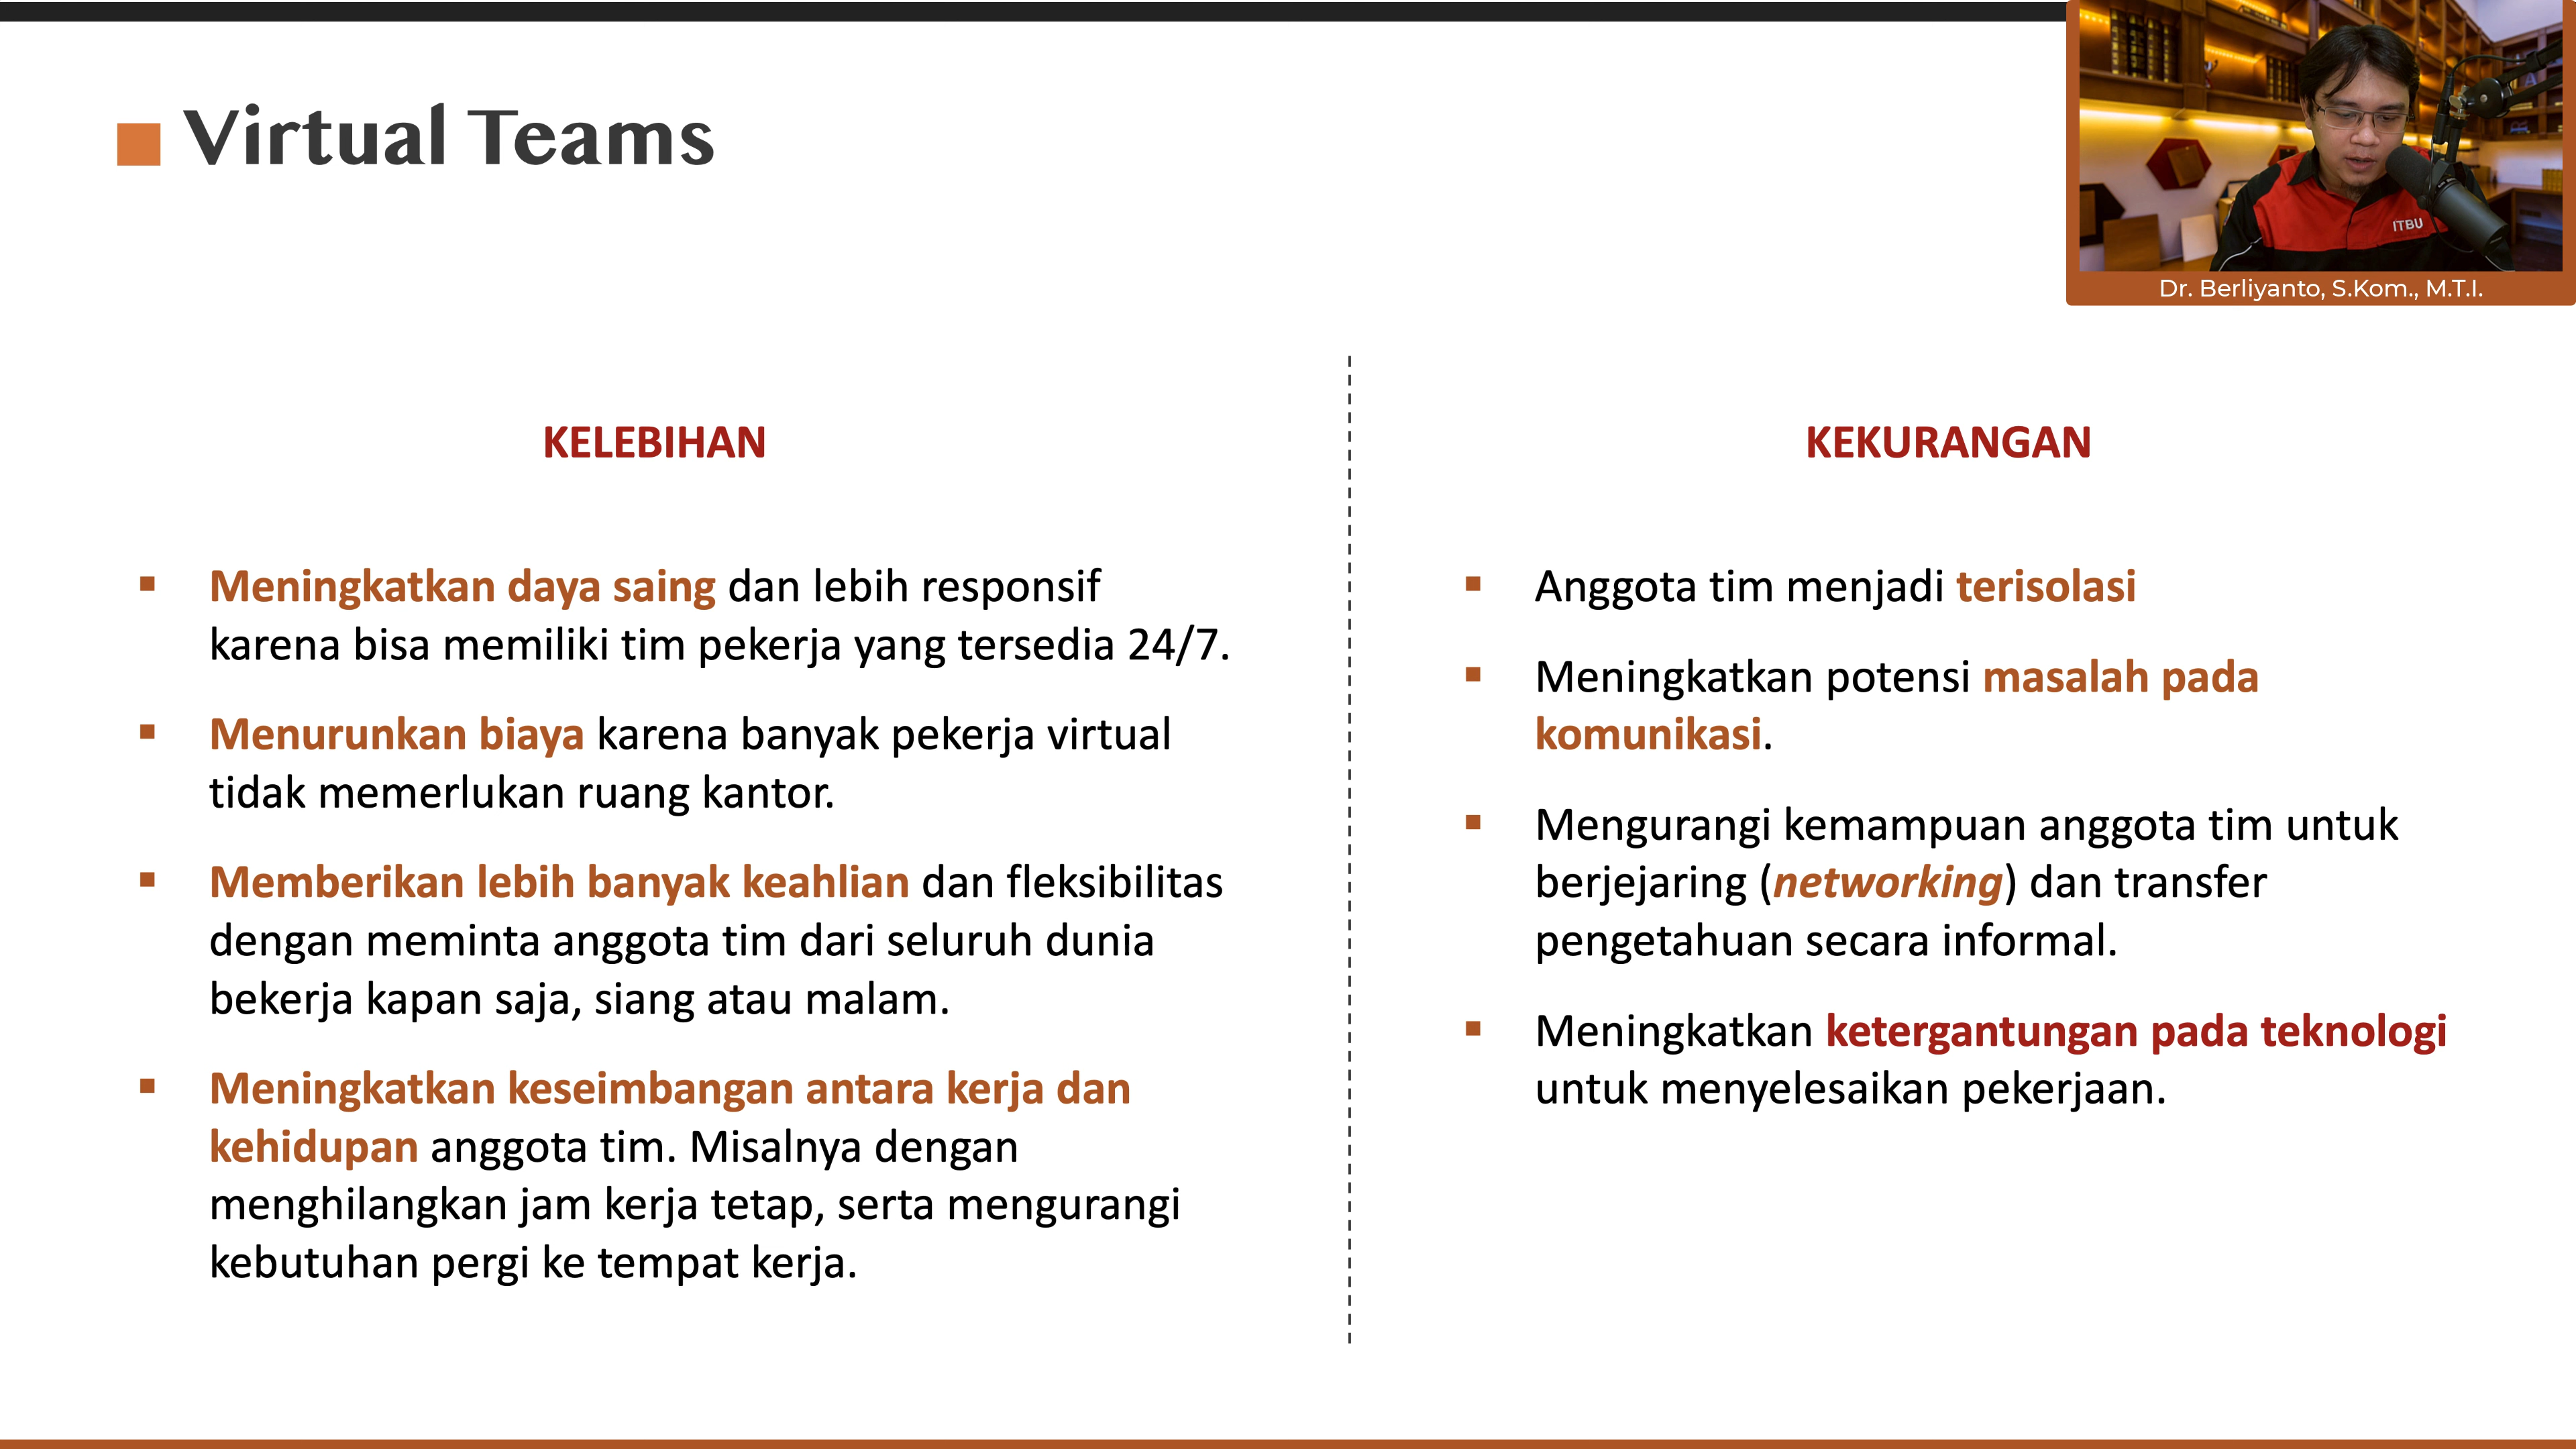 Virtual Teams
ITBU
Dr. Berliyanto, S.Kom., M.T.I.
KELEBIHAN
Meningkatkan daya saing dan lebih responsif
karena bisa memiliki tim pekerja yang tersedia 24/7.
Menurunkan biaya karena banyak pekerja virtual
tidak memerlukan ruang kantor.
Memberikan lebih banyak keahlian dan fleksibilitas
dengan meminta anggota tim dari seluruh dunia
bekerja kapan saja, siang atau malam.
Meningkatkan keseimbangan antara kerja dan
kehidupan anggota tim. Misalnya dengan
menghilangkan jam kerja tetap, serta mengurangi
kebutuhan pergi ke tempat kerja.
KEKURANGAN
Anggota tim menjadi terisolasi
Meningkatkan potensi masalah pada
komunikasi.
Mengurangi kemampuan anggota tim untuk
berjejaring (networking) dan transfer
pengetahuan secara informal.
Meningkatkan ketergantungan pada teknologi
untuk menyelesaikan pekerjaan.